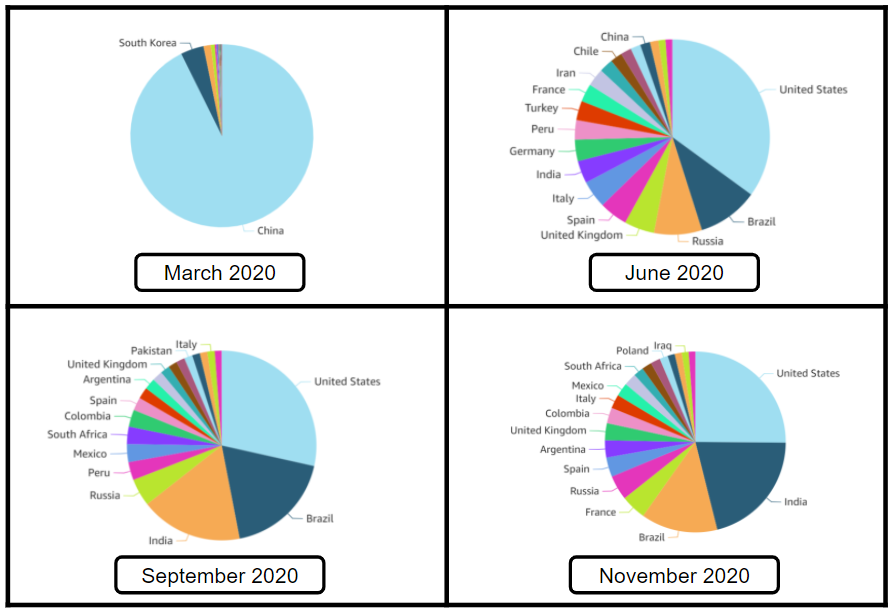 South Korea
China
March 2020
China
Chile
Iran
France
Turkey
Peru
Germany
India
Italy
Spain
United Kingdom
Russia
Brazil
United States
June 2020
Italy
Pakistan
United Kingdom
Argentina
Spain
Colombia
South Africa
Mexico
Peru
Russia
India
Brazil
United States
September 2020
Iraq
Poland
South Africa
Mexico
Italy
Colombia
United Kingdom
Argentina
Spain
Russia
France
Brazil
India
United States
November 2020